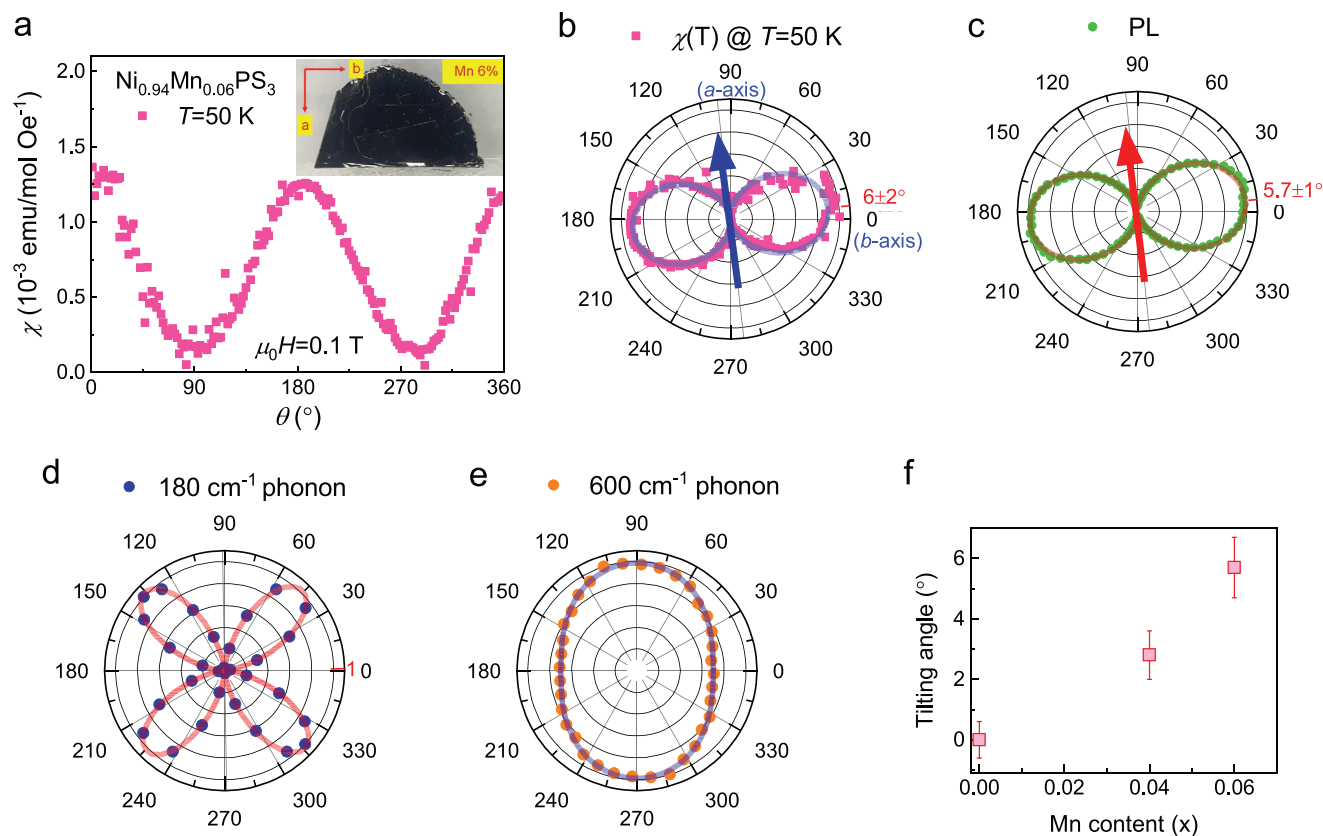 a
Ni0.94Mn0.06PS3
T=50 K
b
Mn 6%
a
μ0H=0.1 T
χ (10-3 emu/mol Oe-1)
2.0
1.5
1.0
0.5
0.0
0 90 180 270 360
θ (°)
b
χ(T) @ T=50 K
90
(a-axis)
120 60
150 30
6±2°
180 0
(b-axis)
210 330
240 300
270
c
PL
90
120 60
150 30
5.7±1°
180 0
210 330
240 300
270
d
180 cm-1 phonon
90
120 60
150 30
180 1 0
210 330
240 300
270
e
600 cm-1 phonon
90
120 60
150 30
180 0
210 330
240 300
270
f
Tilting angle (°)
6
4
2
0
0.00 0.02 0.04 0.06
Mn content (x)